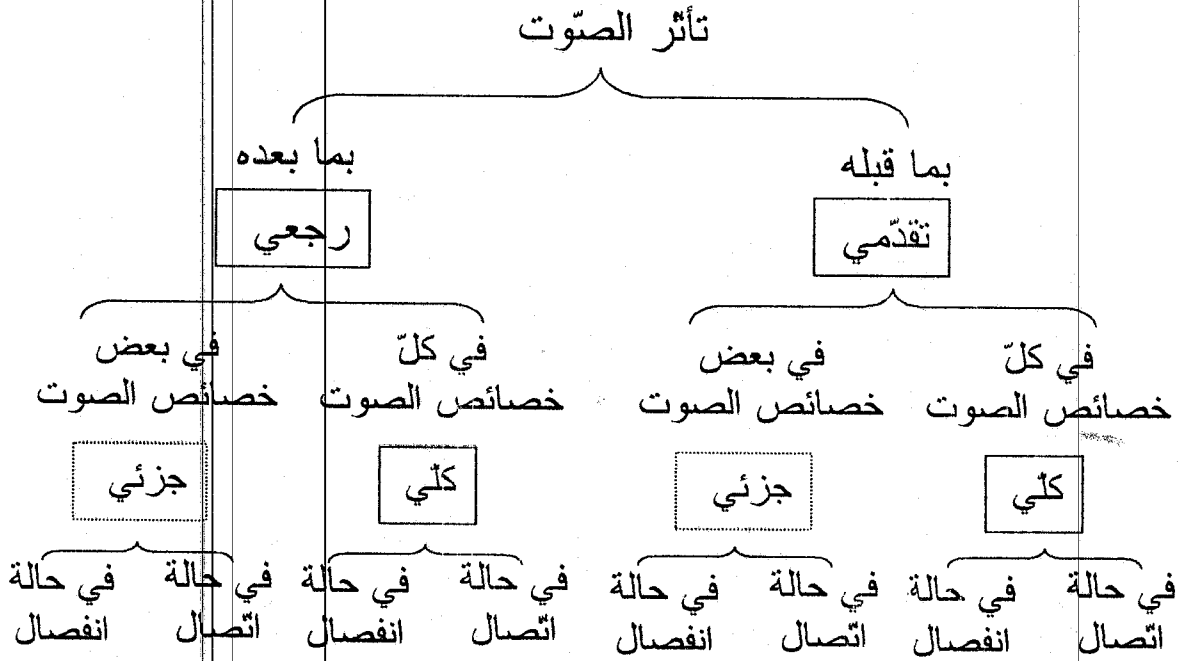 تأثّر الصّوت
بما قبله
بما بعده
تقدّمي
رجعي
في كلّ
خصائص الصوت
في بعض
خصائص الصوت
في كلّ
خصائص الصوت
في بعض
خصائص الصوت
كلّي
جزئي
كلّي
جزئي
في حالة
اتّصال
في حالة
انفصال
في حالة
اتّصال
في حالة
انفصال
في حالة
اتّصال
في حالة
انفصال
في حالة
اتّصال
في حالة
انفصال